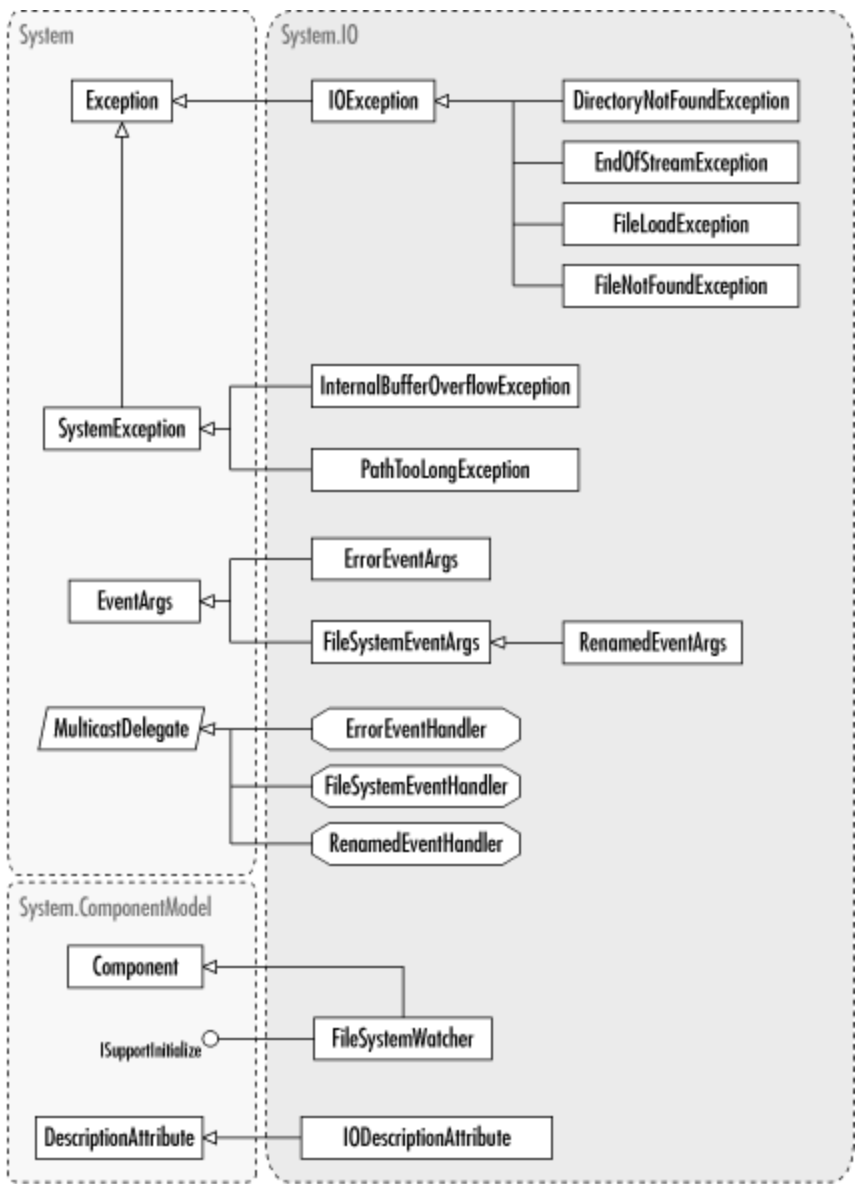 System
System.IO
Exception
IOException
DirectoryNotFoundException
EndOfStreamException
FileLoadException
FileNotFoundException
InternalBufferOverflowException
SystemException
PathTooLongException
ErrorEventArgs
EventArgs
FileSystemEventArgs
RenamedEventArgs
MulticastDelegate
ErrorEventHandler
FileSystemEventHandler
RenamedEventHandler
System.ComponentModel
Component
FileSystemWatcher
ISupportInitialize
DescriptionAttribute
IODescriptionAttribute